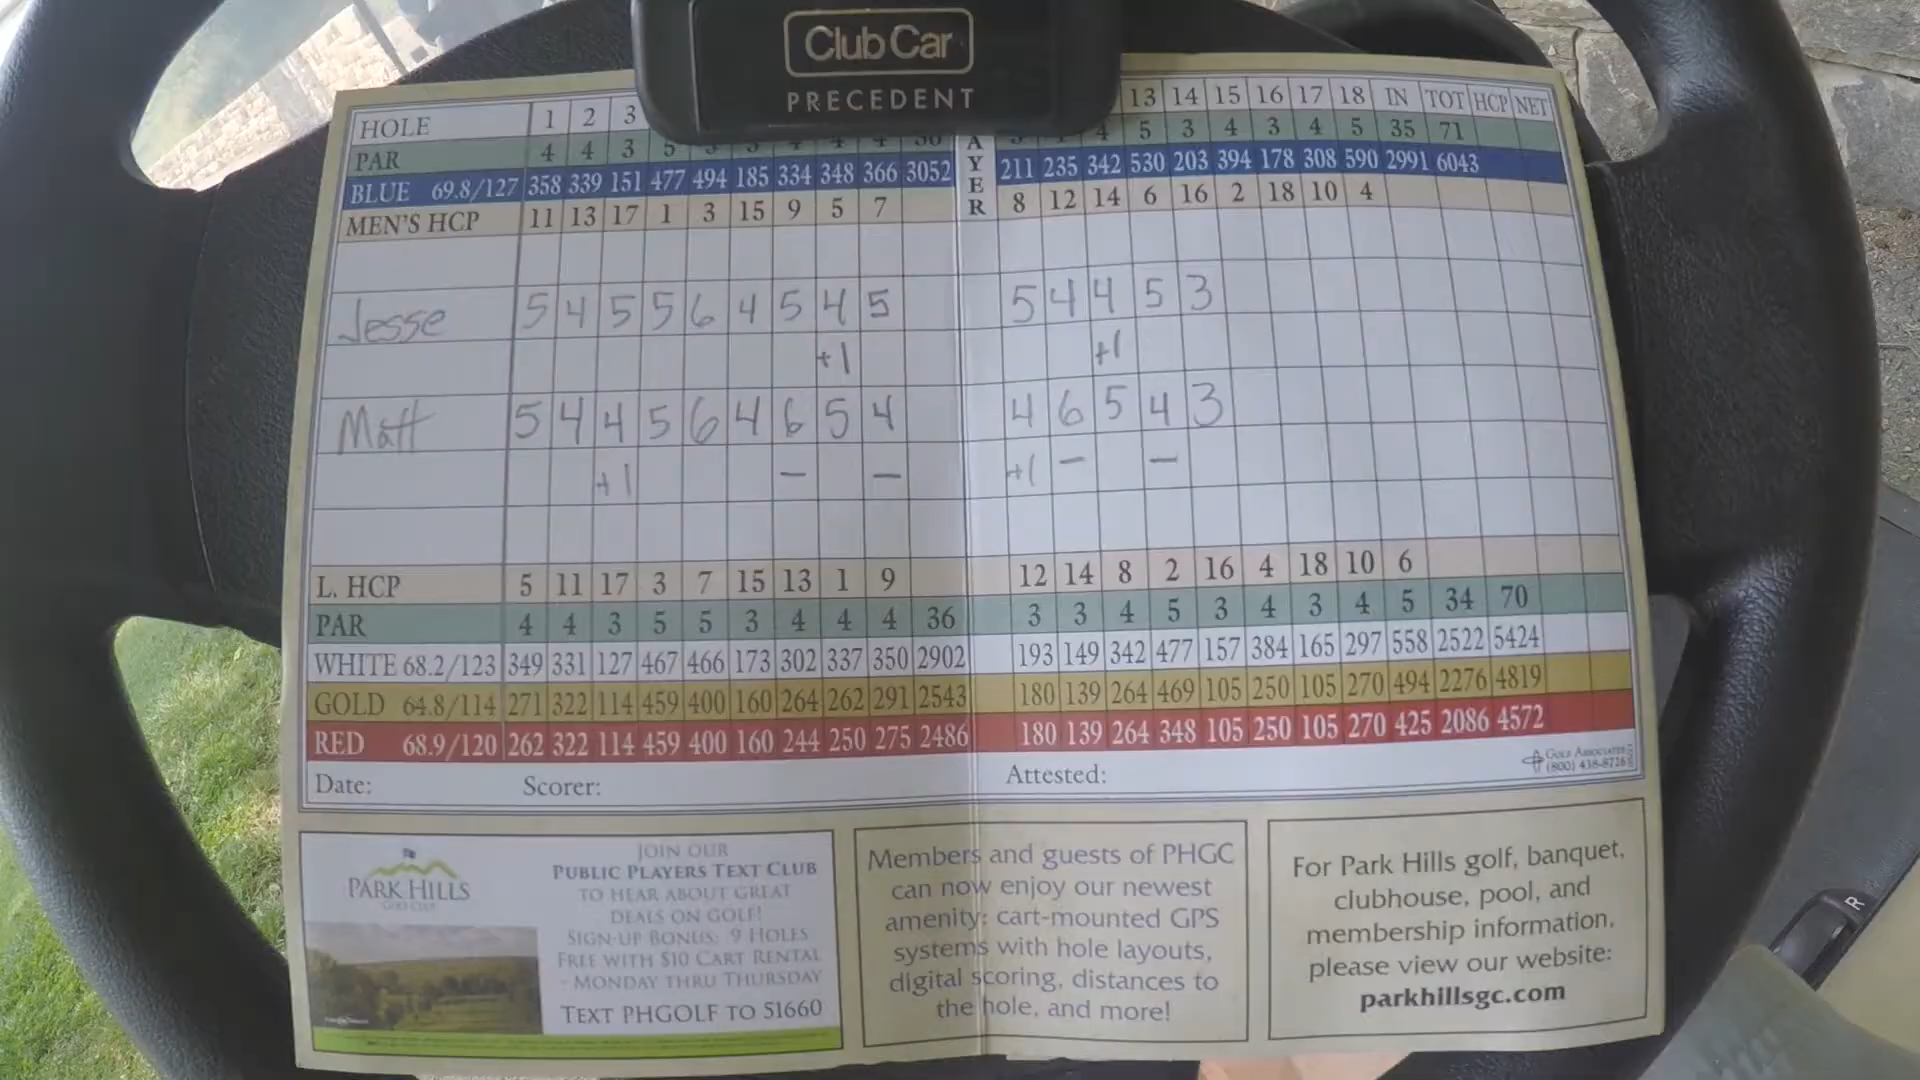 Club Car
PRECEDENT
HOLE 1 2 3 13 14 15 16 17 18 IN TOT HCP NET
PAR 4 4 3 5 4 5 3 4 3 4 5 35 71
BLUE 69.8/127 358 339 151 477 494 185 334 348 366 3052 211 235 342 530 203 394 178 308 590 2991 6043
MEN'S HCP 11 13 17 1 3 15 9 5 7 8 12 14 6 16 2 18 10 4
AYER
Jesse 5 4 5 5 6 4 5 4 5 5 4 4 5 3
+1 +1
Matt 5 4 4 5 6 4 6 5 4 4 6 5 4 3
+1 – – +1 – –
L. HCP 5 11 17 3 7 15 13 1 9 12 14 8 2 16 4 18 10 6
PAR 4 4 3 5 5 3 4 4 4 36 3 3 4 5 3 4 3 4 5 34 70
WHITE 68.2/123 349 331 127 467 466 173 302 337 350 2902 193 149 342 477 157 384 165 297 558 2522 5424
GOLD 64.8/114 271 322 114 459 400 160 264 262 291 2543 180 139 264 469 105 250 105 270 494 2276 4819
RED 68.9/120 262 322 114 459 400 160 244 250 275 2486 180 139 264 348 105 250 105 270 425 2086 4572
Date: Scorer: Attested:
GOLF ASSOCIATES
(800) 438-8726
PARK HILLS
GOLF CLUB
JOIN OUR
PUBLIC PLAYERS TEXT CLUB
TO HEAR ABOUT GREAT
DEALS ON GOLF!
SIGN-UP BONUS: 9 HOLES
FREE WITH $10 CART RENTAL
- MONDAY THRU THURSDAY
TEXT PHGOLF TO 51660
Members and guests of PHGC
can now enjoy our newest
amenity: cart-mounted GPS
systems with hole layouts,
digital scoring, distances to
the hole, and more!
For Park Hills golf, banquet,
clubhouse, pool, and
membership information,
please view our website:
parkhillsgc.com
R